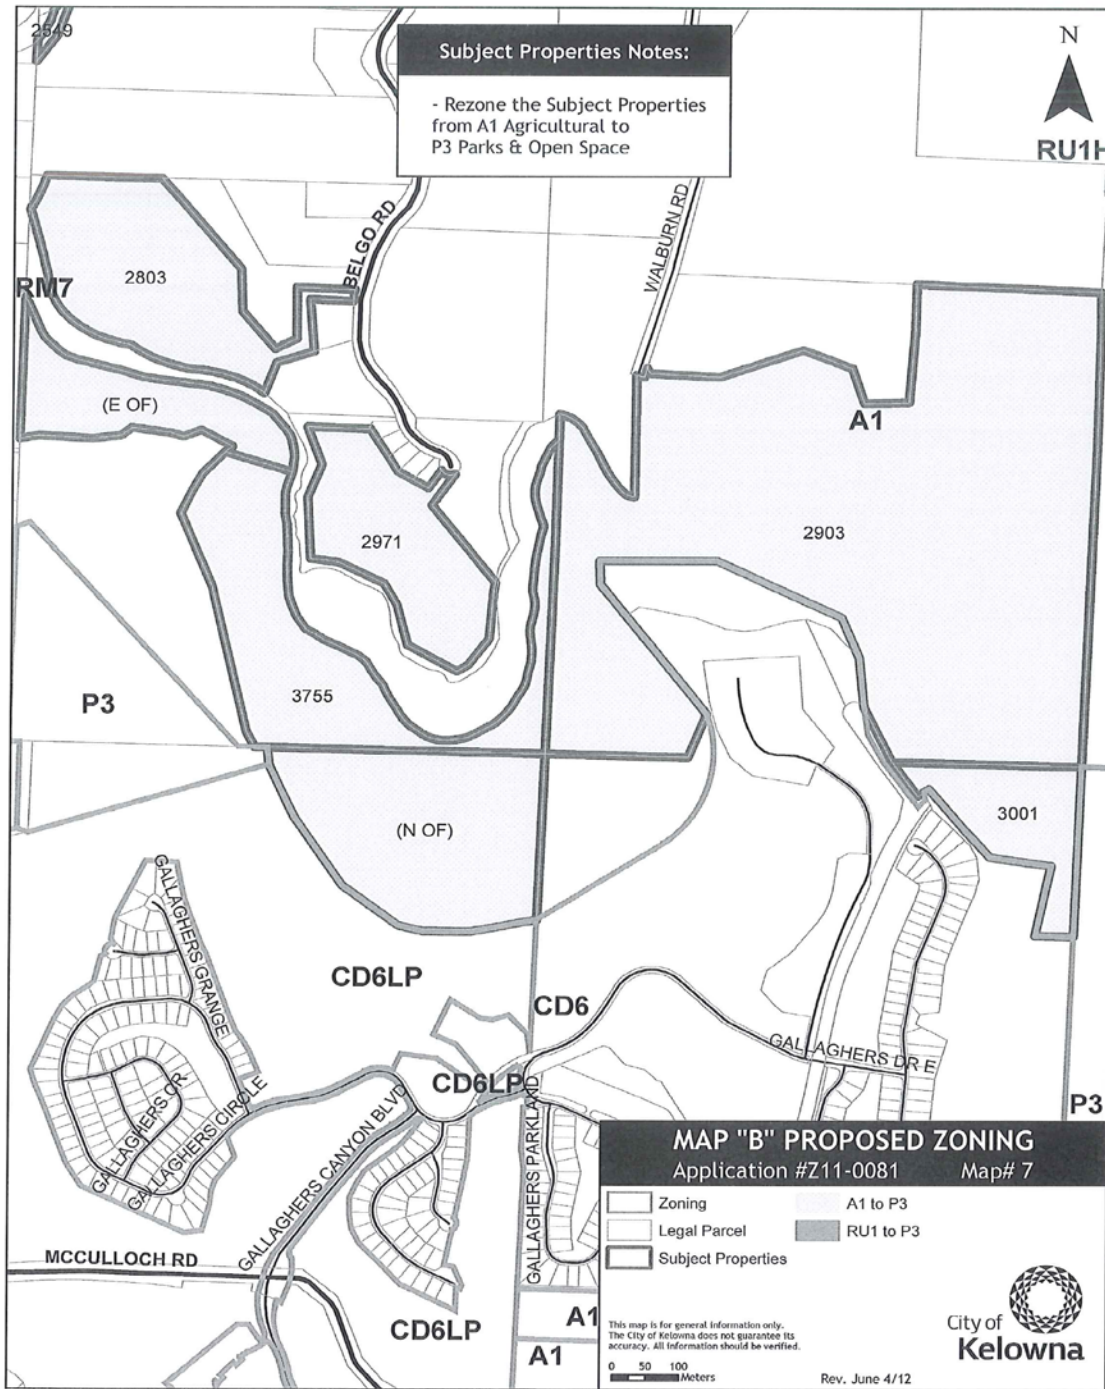 2549
Subject Properties Notes:
- Rezone the Subject Properties
from A1 Agricultural to
P3 Parks & Open Space
N
RU1H
BELGO RD
WALBURN RD
2803
RM7
(E OF)
A1
2971
2903
3755
P3
3001
(N OF)
GALLAGHERS GRANGE
CD6LP
CD6
GALLAGHERS DR E
CD6LP
GALLAGHERS CR
GALLAGHERS CIRCLE
GALLAGHERS CANYON BLVD
GALLAGHERS PARKLAND
P3
MCCULLOCH RD
CD6LP
A1
A1
MAP "B" PROPOSED ZONING
Application #Z11-0081 Map# 7
Zoning
A1 to P3
Legal Parcel
RU1 to P3
Subject Properties
This map is for general information only.
The City of Kelowna does not guarantee its
accuracy. All information should be verified.
0 50 100
Meters
Rev. June 4/12
City of
Kelowna